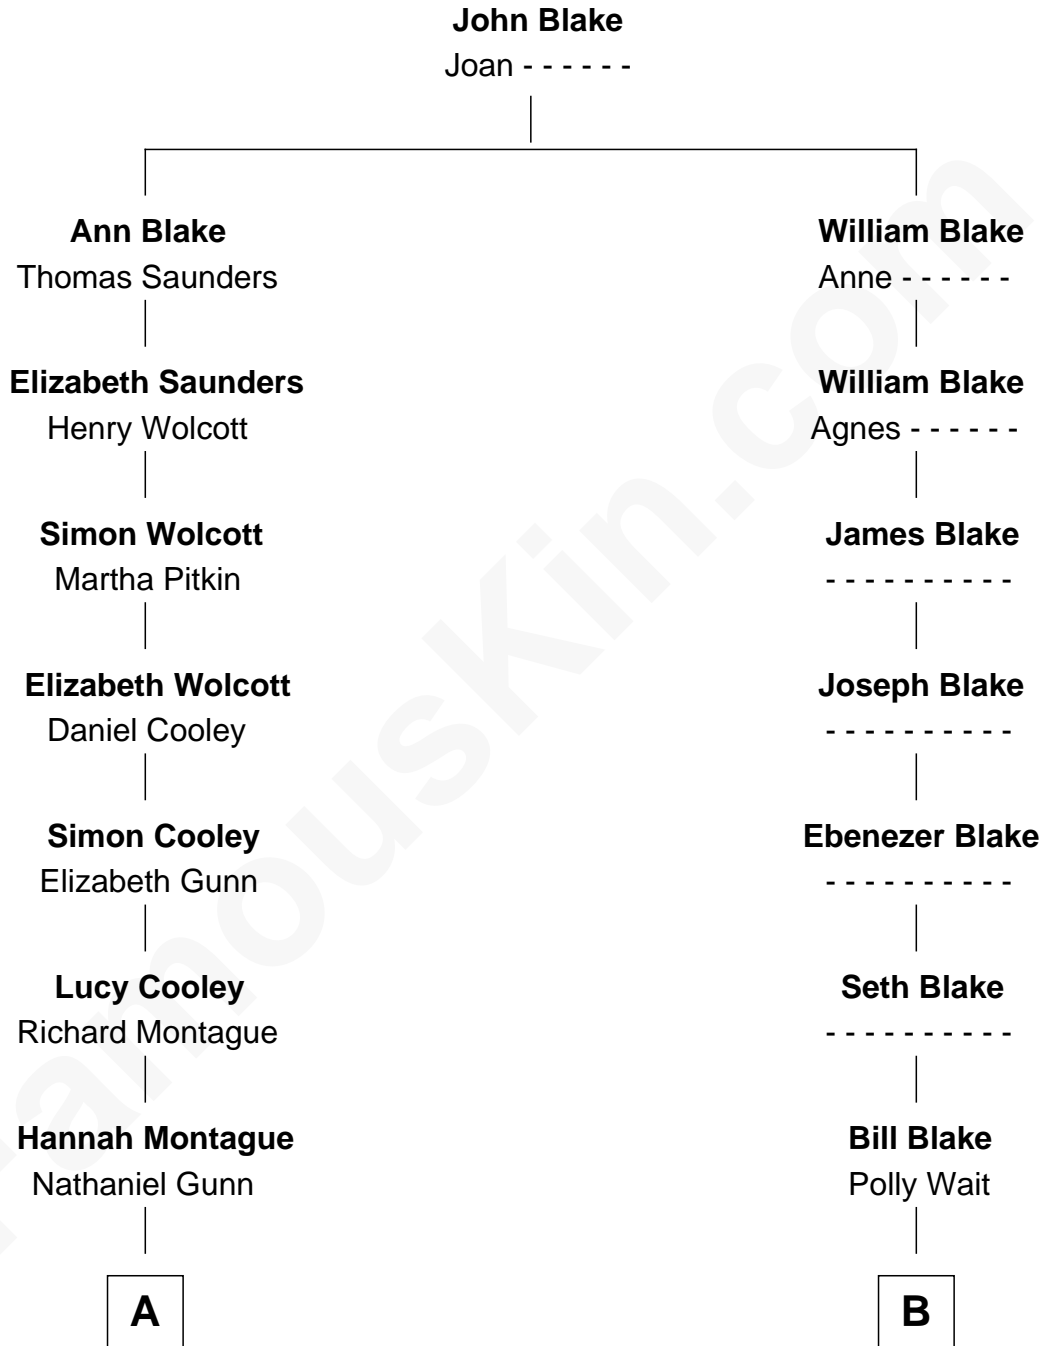 John Blake
Joan - - - - - -
Ann Blake
Thomas Saunders
William Blake
Anne - - - - - -
Elizabeth Saunders
Henry Wolcott
William Blake
Agnes - - - - - -
Simon Wolcott
Martha Pitkin
James Blake
- - - - - - - - - -
Elizabeth Wolcott
Daniel Cooley
Joseph Blake
- - - - - - - - - -
Simon Cooley
Elizabeth Gunn
Ebenezer Blake
- - - - - - - - - -
Lucy Cooley
Richard Montague
Seth Blake
- - - - - - - - - -
Hannah Montague
Nathaniel Gunn
Bill Blake
Polly Wait
A
B
FamousKin.com